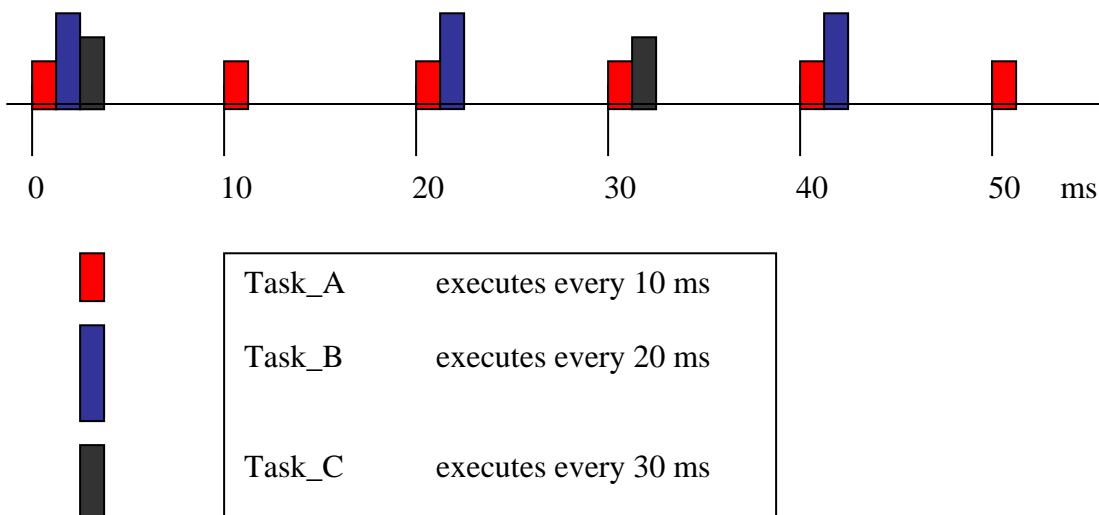 0 10 20 30 40 50 ms
Task_A executes every 10 ms
Task_B executes every 20 ms
Task_C executes every 30 ms